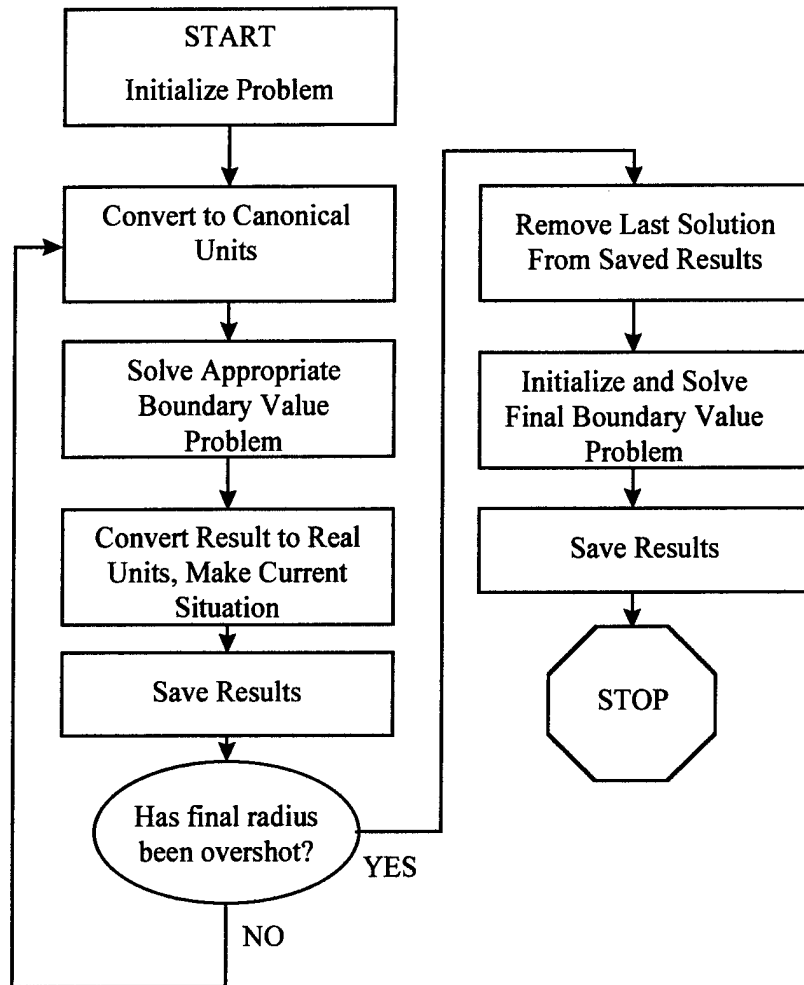 START
Initialize Problem
Convert to Canonical
Units
Solve Appropriate
Boundary Value
Problem
Convert Result to Real
Units, Make Current
Situation
Save Results
Has final radius
been overshot?
YES
NO
Remove Last Solution
From Saved Results
Initialize and Solve
Final Boundary Value
Problem
Save Results
STOP